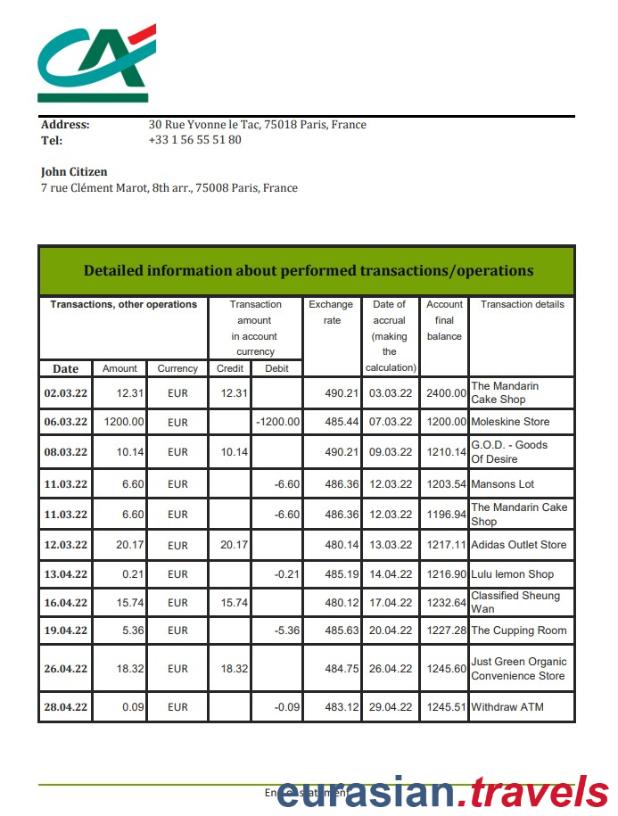 CA
Address: 30 Rue Yvonne le Tac, 75018 Paris, France
Tel: +33 1 56 55 51 80
John Citizen
7 rue Clément Marot, 8th arr., 75008 Paris, France
Detailed information about performed transactions/operations
Transactions, other operations Transaction amount in account currency Exchange rate Date of accrual (making the calculation) Account final balance Transaction details
Date Amount Currency Credit Debit
02.03.22 12.31 EUR 12.31 490.21 03.03.22 2400.00 The Mandarin Cake Shop
06.03.22 1200.00 EUR -1200.00 485.44 07.03.22 1200.00 Moleskine Store
08.03.22 10.14 EUR 10.14 490.21 09.03.22 1210.14 G.O.D. - Goods Of Desire
11.03.22 6.60 EUR -6.60 486.36 12.03.22 1203.54 Mansons Lot
11.03.22 6.60 EUR -6.60 486.36 12.03.22 1196.94 The Mandarin Cake Shop
12.03.22 20.17 EUR 20.17 480.14 13.03.22 1217.11 Adidas Outlet Store
13.04.22 0.21 EUR -0.21 485.19 14.04.22 1216.90 Lulu lemon Shop
16.04.22 15.74 EUR 15.74 480.12 17.04.22 1232.64 Classified Sheung Wan
19.04.22 5.36 EUR -5.36 485.63 20.04.22 1227.28 The Cupping Room
26.04.22 18.32 EUR 18.32 484.75 26.04.22 1245.60 Just Green Organic Convenience Store
28.04.22 0.09 EUR -0.09 483.12 29.04.22 1245.51 Withdraw ATM
eurasian.travels